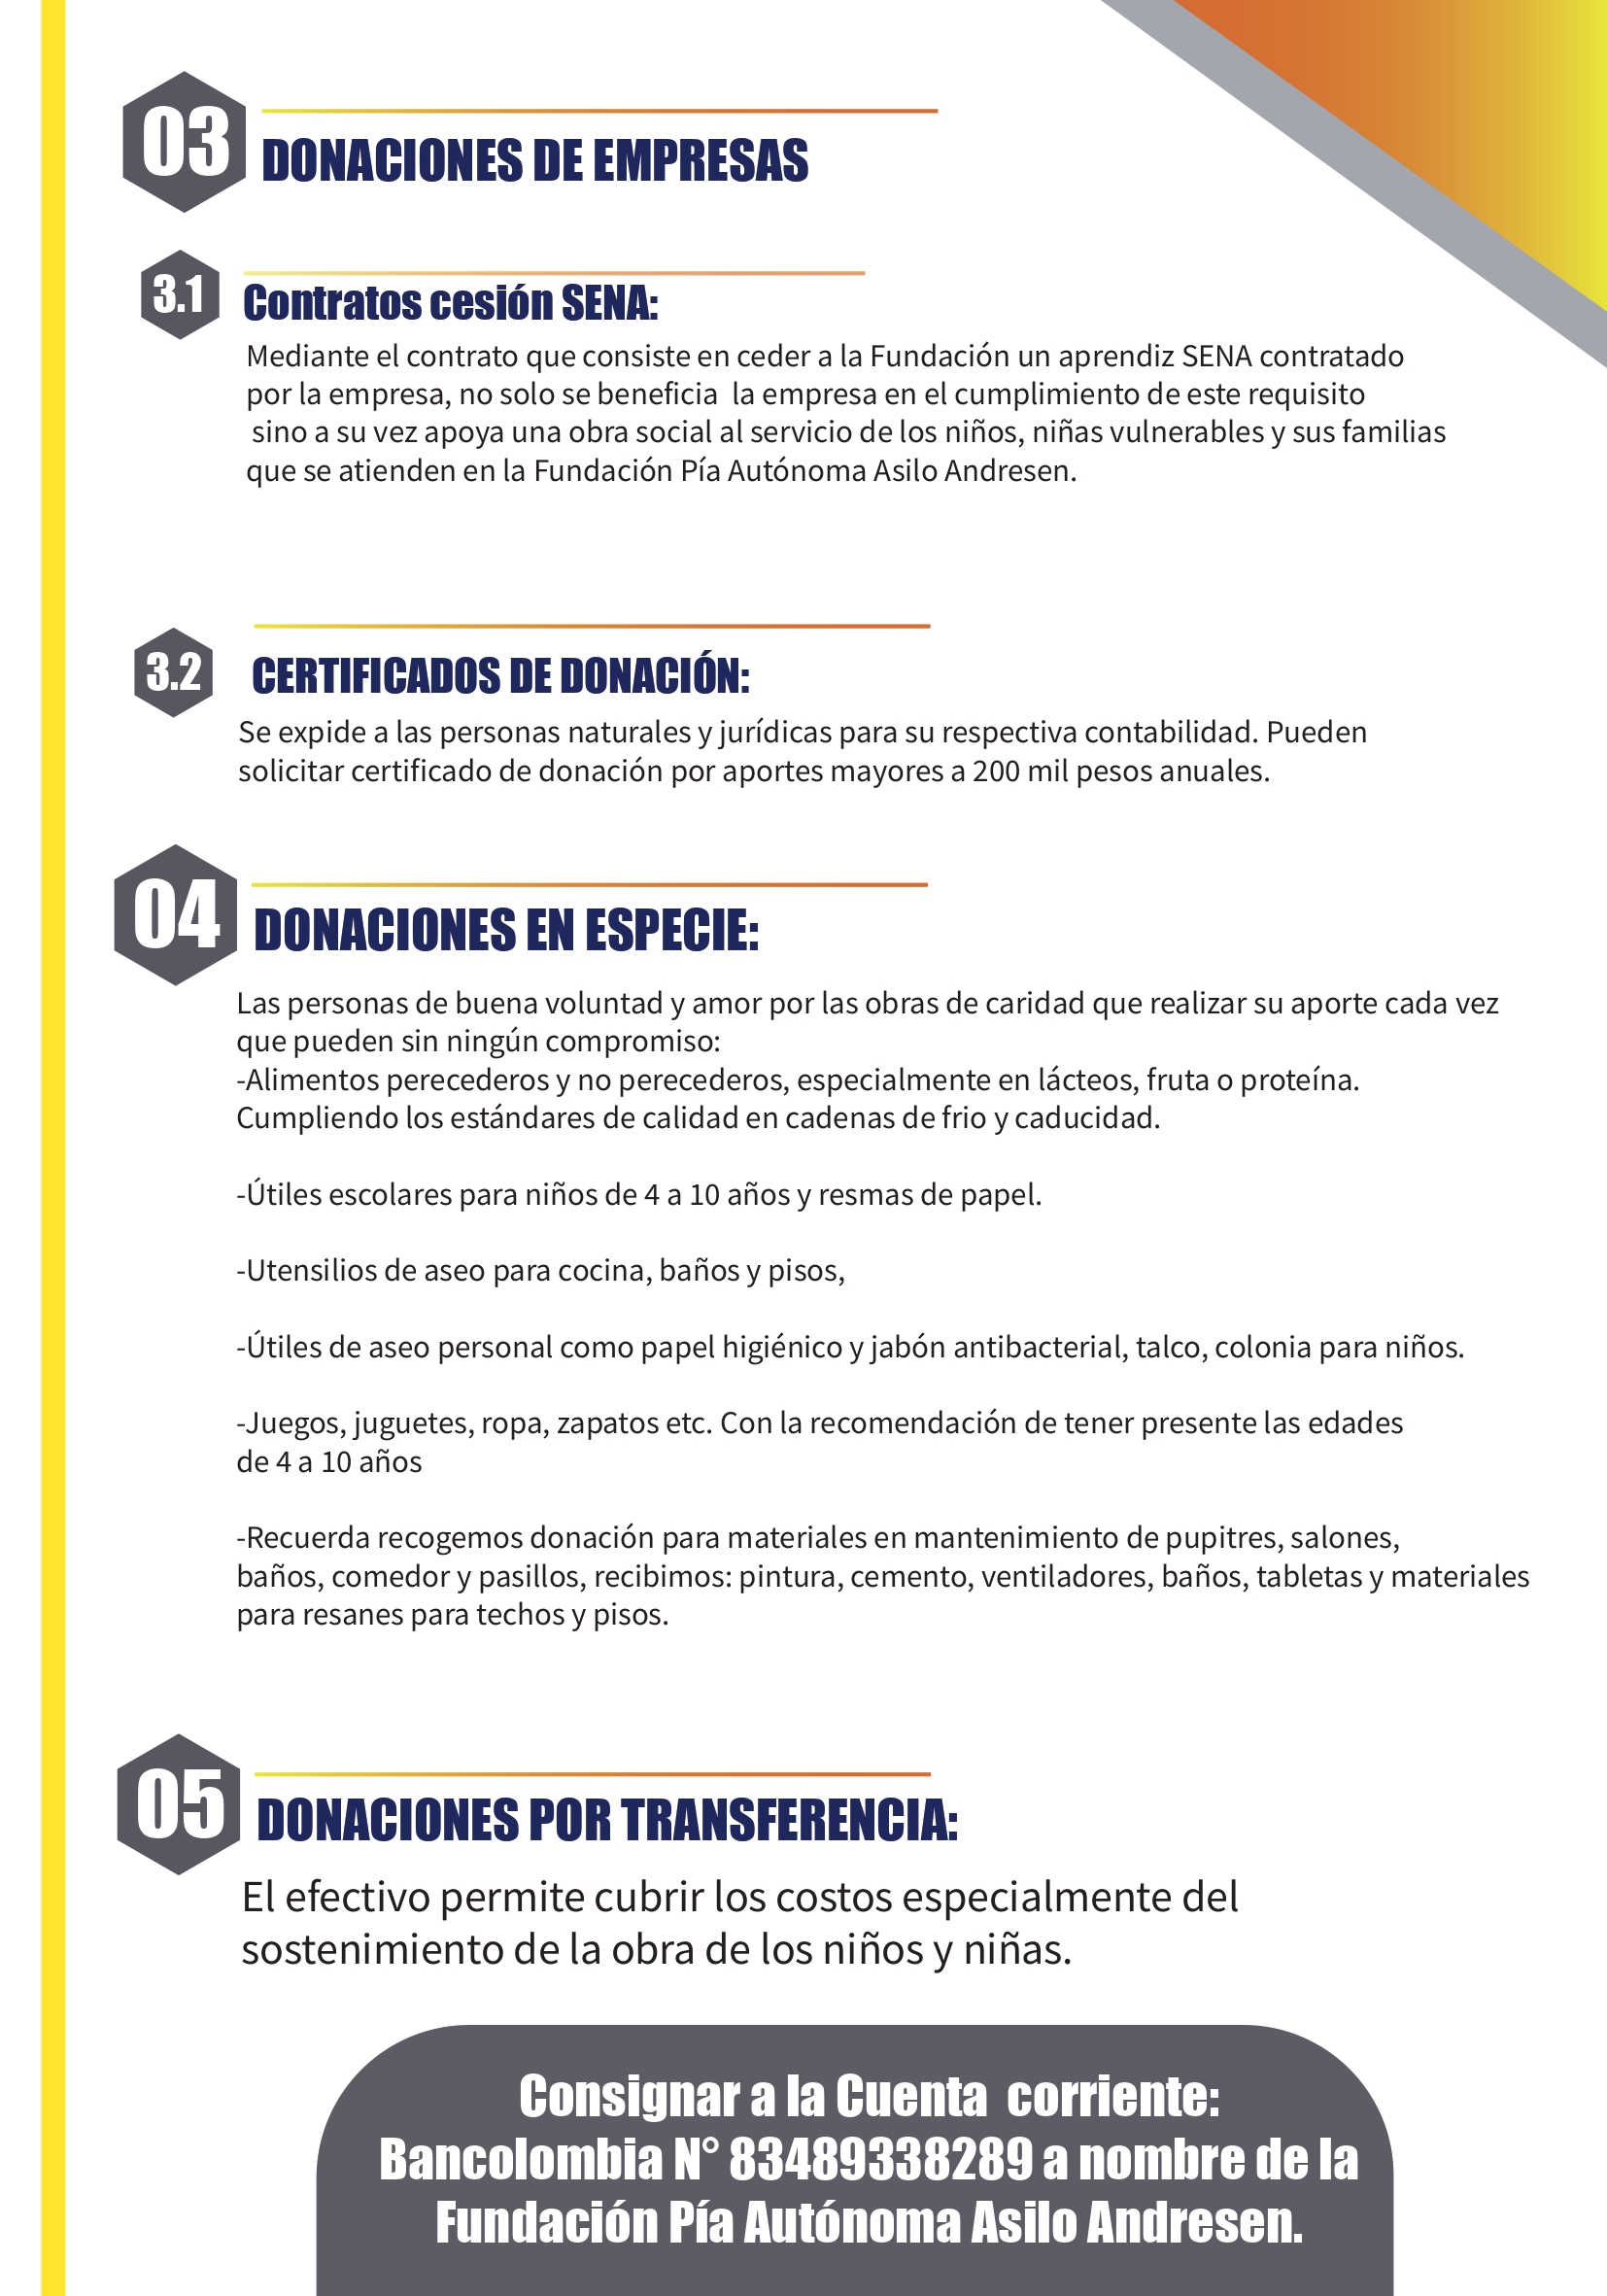 03
DONACIONES DE EMPRESAS
3.1
Contratos cesión SENA:
Mediante el contrato que consiste en ceder a la Fundación un aprendiz SENA contratado
por la empresa, no solo se beneficia  la empresa en el cumplimiento de este requisito
sino a su vez apoya una obra social al servicio de los niños, niñas vulnerables y sus familias
que se atienden en la Fundación Pía Autónoma Asilo Andresen.
3.2
CERTIFICADOS DE DONACIÓN:
Se expide a las personas naturales y jurídicas para su respectiva contabilidad. Pueden
solicitar certificado de donación por aportes mayores a 200 mil pesos anuales.
04
DONACIONES EN ESPECIE:
Las personas de buena voluntad y amor por las obras de caridad que realizar su aporte cada vez
que pueden sin ningún compromiso:
-Alimentos perecederos y no perecederos, especialmente en lácteos, fruta o proteína.
Cumpliendo los estándares de calidad en cadenas de frio y caducidad.
-Útiles escolares para niños de 4 a 10 años y resmas de papel.
-Utensilios de aseo para cocina, baños y pisos,
-Útiles de aseo personal como papel higiénico y jabón antibacterial, talco, colonia para niños.
-Juegos, juguetes, ropa, zapatos etc. Con la recomendación de tener presente las edades
de 4 a 10 años
-Recuerda recogemos donación para materiales en mantenimiento de pupitres, salones,
baños, comedor y pasillos, recibimos: pintura, cemento, ventiladores, baños, tabletas y materiales
para resanes para techos y pisos.
05
DONACIONES POR TRANSFERENCIA:
El efectivo permite cubrir los costos especialmente del
sostenimiento de la obra de los niños y niñas.
Consignar a la Cuenta  corriente:
Bancolombia N° 83489338289 a nombre de la
Fundación Pía Autónoma Asilo Andresen.